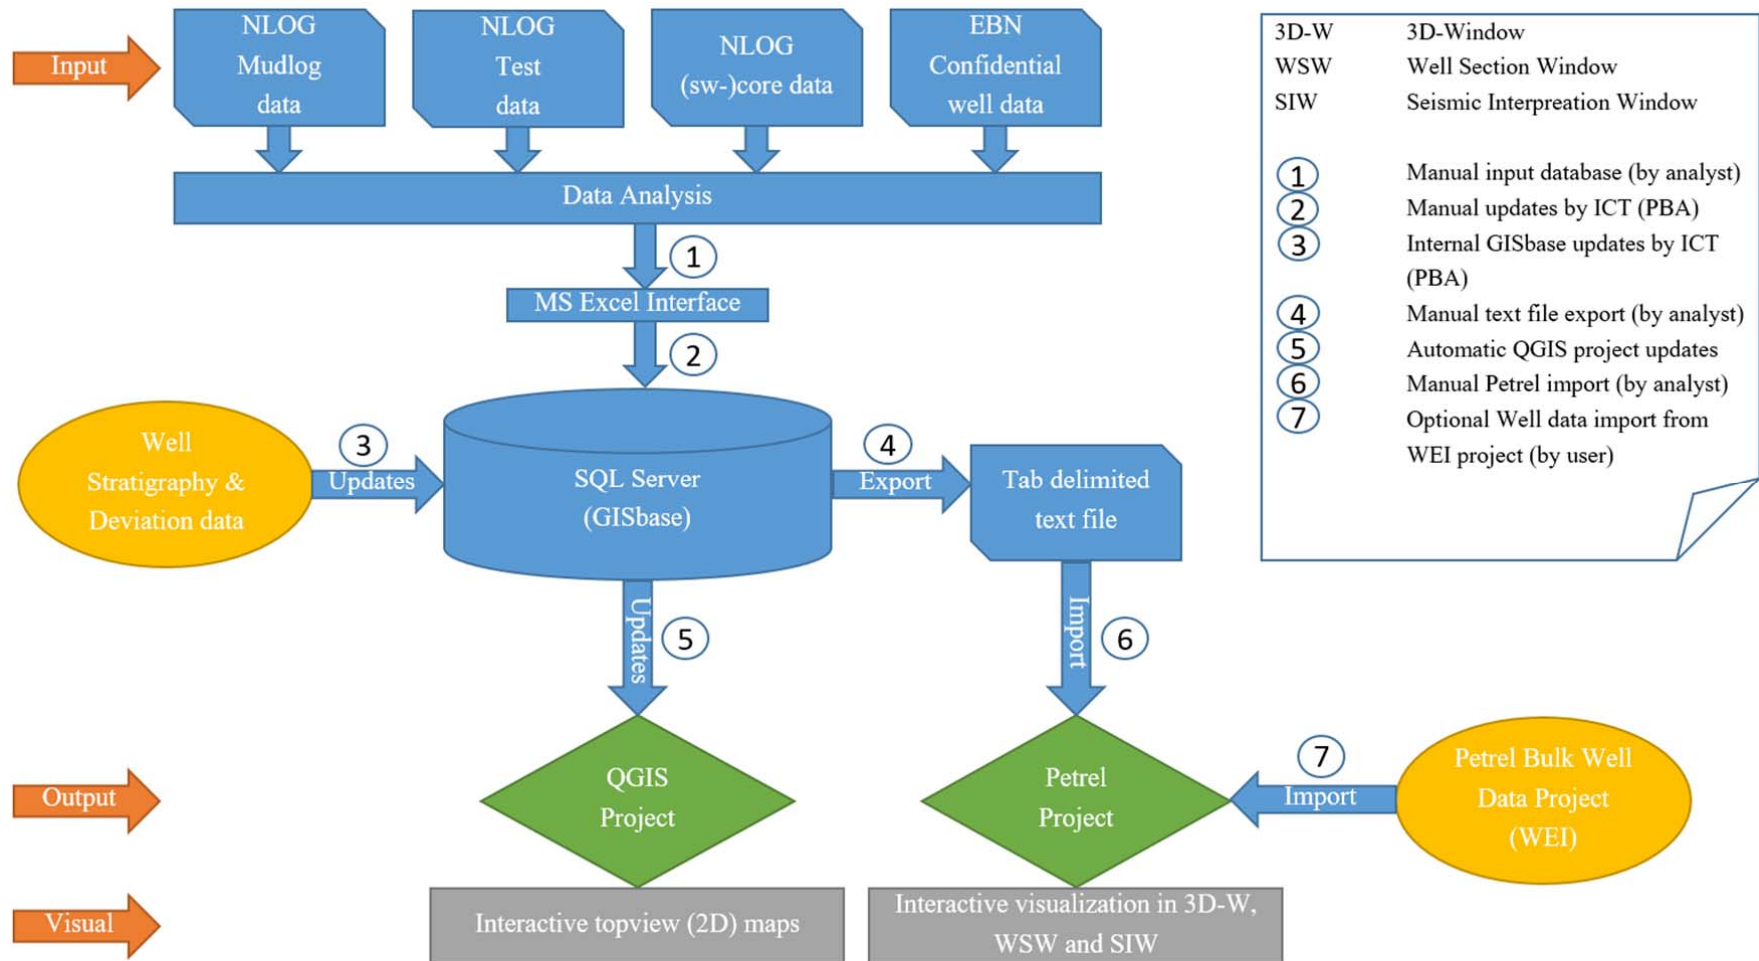 Input
NLOG
Mudlog
data
NLOG
Test
data
NLOG
(sw-)core data
EBN
Confidential
well data
Data Analysis
1
MS Excel Interface
2
Well
Stratigraphy &
Deviation data
3
Updates
SQL Server
(GISbase)
4
Export
Tab delimited
text file
Updates
5
Import
6
Output
QGIS
Project
Petrel
Project
7
Import
Petrel Bulk Well
Data Project
(WEI)
Visual
Interactive topview (2D) maps
Interactive visualization in 3D-W,
WSW and SIW
3D-W 3D-Window
WSW Well Section Window
SIW Seismic Interpreation Window
1 Manual input database (by analyst)
2 Manual updates by ICT (PBA)
3 Internal GISbase updates by ICT
(PBA)
4 Manual text file export (by analyst)
5 Automatic QGIS project updates
6 Manual Petrel import (by analyst)
7 Optional Well data import from
WEI project (by user)